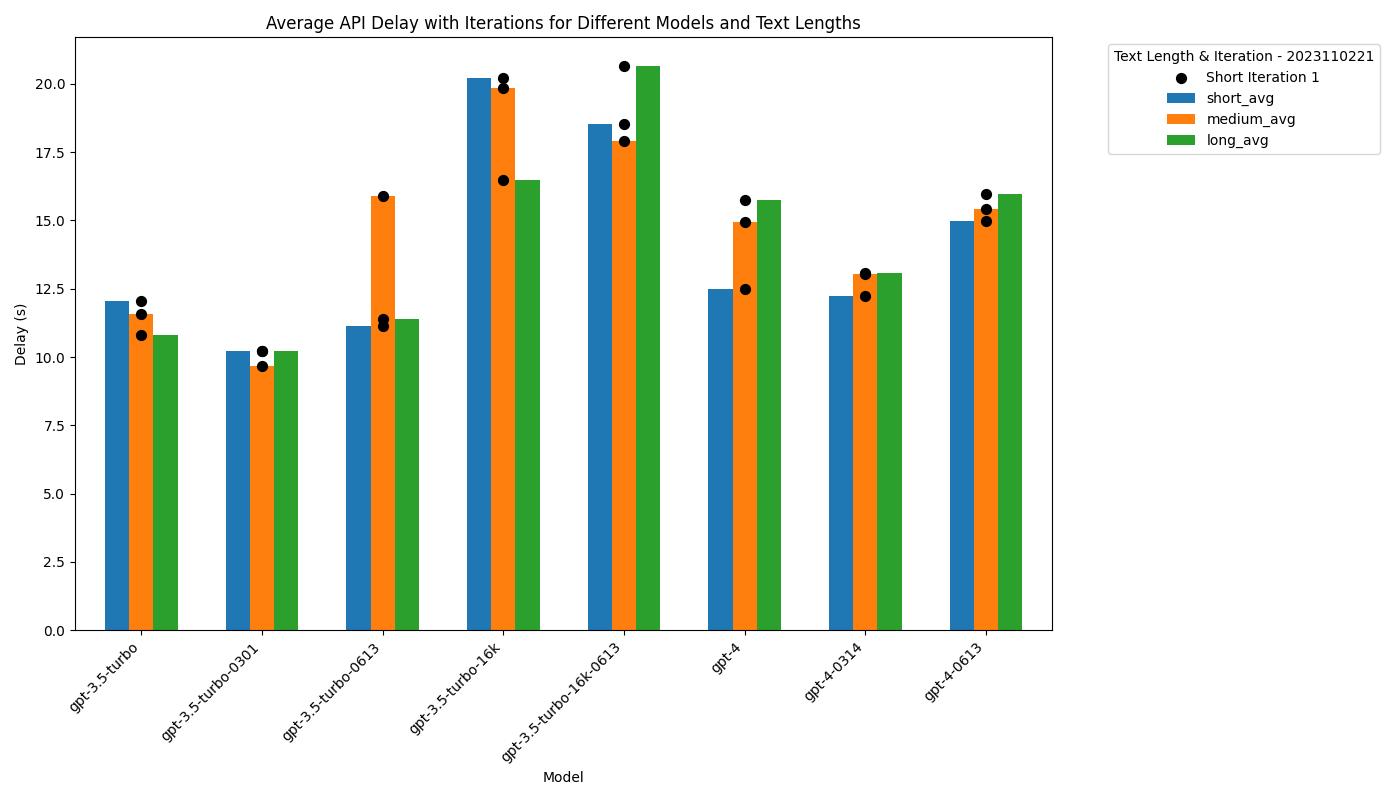 Average API Delay with Iterations for Different Models and Text Lengths
Text Length & Iteration - 2023110221
Short Iteration 1
short_avg
medium_avg
long_avg
Delay (s)
20.0
17.5
15.0
12.5
10.0
7.5
5.0
2.5
0.0
gpt-3.5-turbo
gpt-3.5-turbo-0301
gpt-3.5-turbo-0613
gpt-3.5-turbo-16k
gpt-3.5-turbo-16k-0613
gpt-4
gpt-4-0314
gpt-4-0613
Model